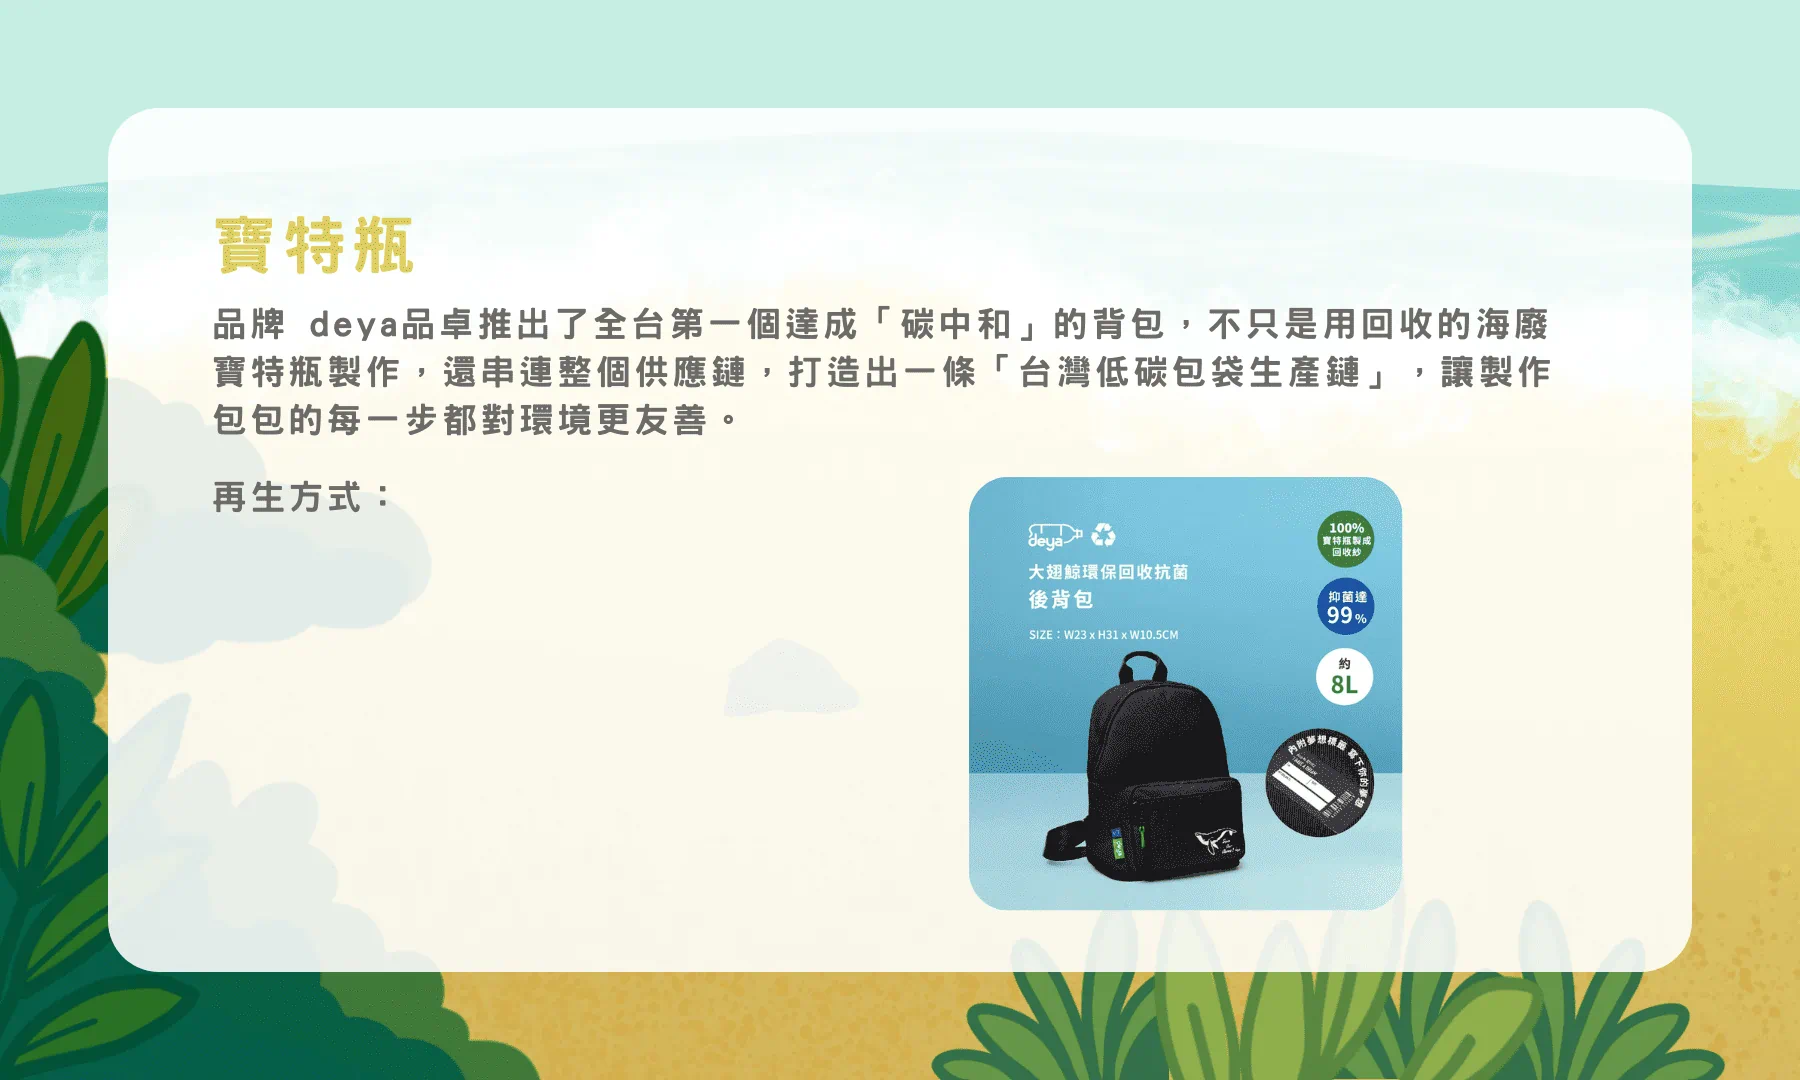 寶特瓶
品牌 deya品卓推出了全台第一個達成「碳中和」的背包，不只是用回收的海廢
寶特瓶製作，還串連整個供應鏈，打造出一條「台灣低碳包袋生產鏈」，讓製作
包包的每一步都對環境更友善。
再生方式：
deya
大翅鯨環保回收抗菌
後背包
SIZE：W23 x H31 x W10.5CM
100%
寶特瓶製成
回收紗
抑菌達
99%
約
8L
內附夢想標籤 寫下你的夢想